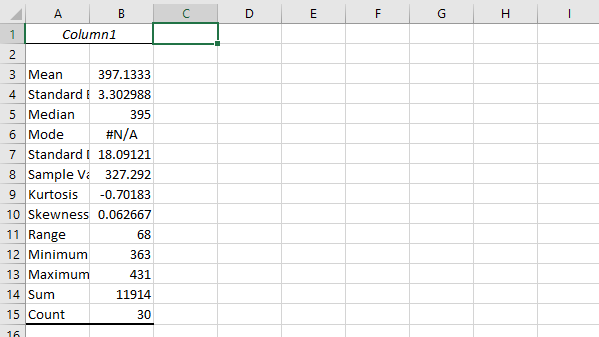 A B C D E F G H I
1 Column1
2
3 Mean 397.1333
4 Standard E 3.302988
5 Median 395
6 Mode #N/A
7 Standard D 18.09121
8 Sample Va 327.292
9 Kurtosis -0.70183
10 Skewness 0.062667
11 Range 68
12 Minimum 363
13 Maximum 431
14 Sum 11914
15 Count 30
16